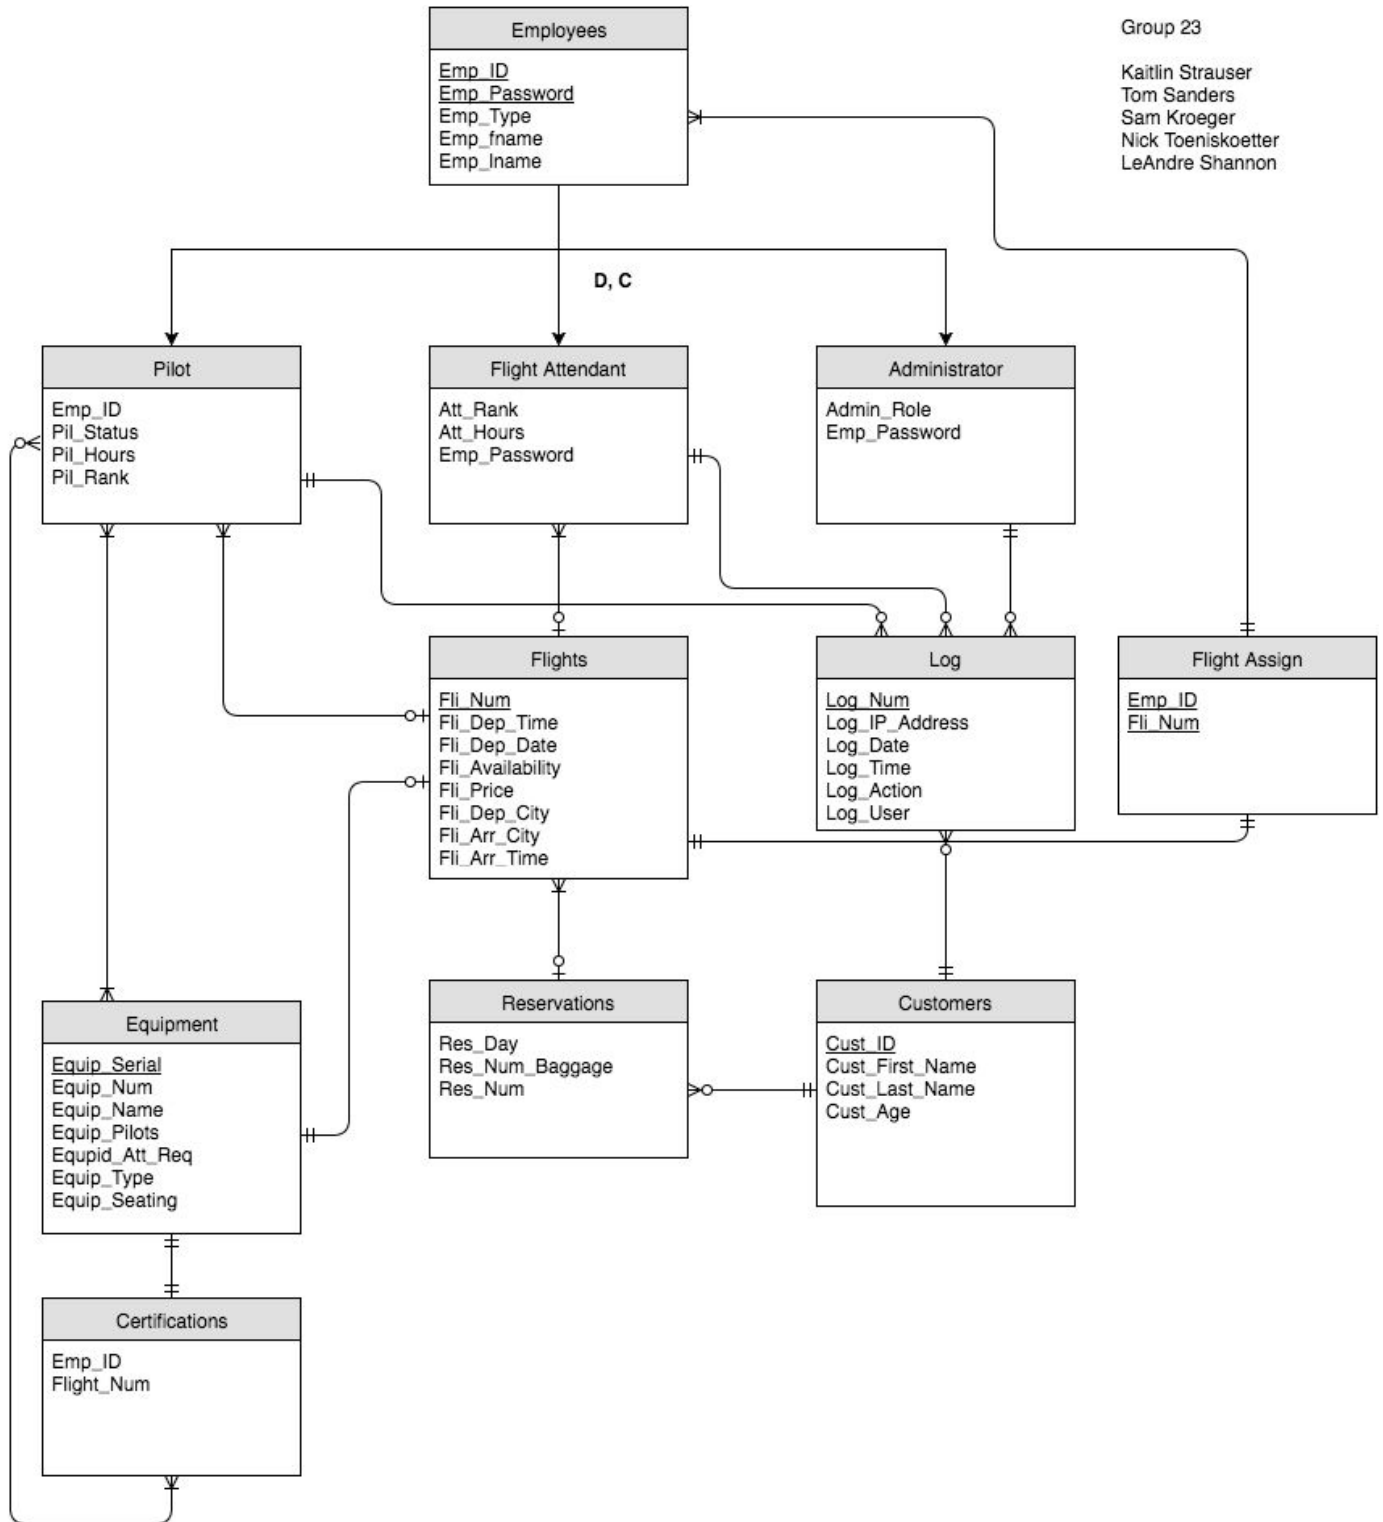 Employees
Emp_ID
Emp_Password
Emp_Type
Emp_fname
Emp_lname
Group 23
Kaitlin Strauser
Tom Sanders
Sam Kroeger
Nick Toeniskoetter
LeAndre Shannon
D, C
Pilot
Emp_ID
Pil_Status
Pil_Hours
Pil_Rank
Flight Attendant
Att_Rank
Att_Hours
Emp_Password
Administrator
Admin_Role
Emp_Password
Flights
Fli_Num
Fli_Dep_Time
Fli_Dep_Date
Fli_Availability
Fli_Price
Fli_Dep_City
Fli_Arr_City
Fli_Arr_Time
Log
Log_Num
Log_IP_Address
Log_Date
Log_Time
Log_Action
Log_User
Flight Assign
Emp_ID
Fli_Num
Equipment
Equip_Serial
Equip_Num
Equip_Name
Equip_Pilots
Equpid_Att_Req
Equip_Type
Equip_Seating
Reservations
Res_Day
Res_Num_Baggage
Res_Num
Customers
Cust_ID
Cust_First_Name
Cust_Last_Name
Cust_Age
Certifications
Emp_ID
Flight_Num